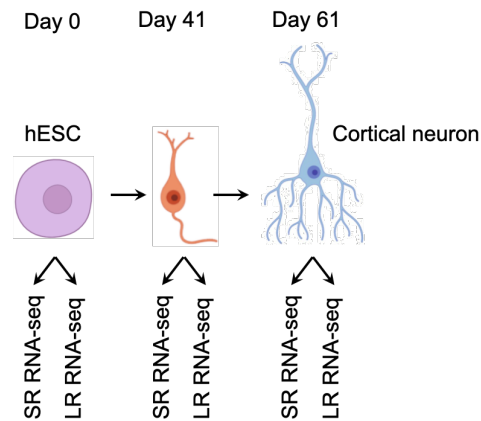 Day 0
Day 41
Day 61
hESC
Cortical neuron
SR RNA-seq
LR RNA-seq
SR RNA-seq
LR RNA-seq
SR RNA-seq
LR RNA-seq